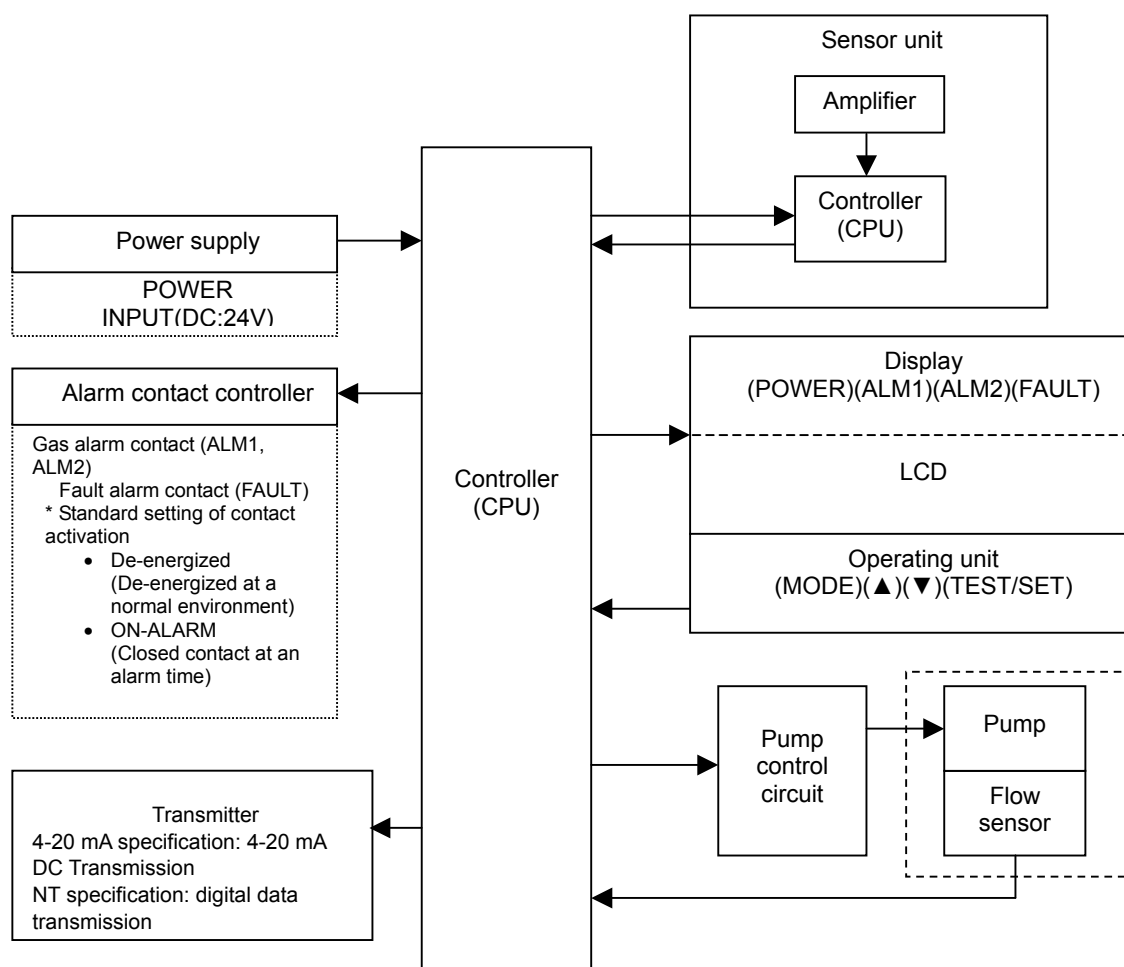 Sensor unit
Amplifier
Controller
(CPU)
Power supply
POWER
INPUT(DC:24V)
Alarm contact controller
Gas alarm contact (ALM1,
ALM2)
Fault alarm contact (FAULT)
* Standard setting of contact
activation
• De-energized
(De-energized at a
normal environment)
• ON-ALARM
(Closed contact at an
alarm time)
Transmitter
4-20 mA specification: 4-20 mA
DC Transmission
NT specification: digital data
transmission
Controller
(CPU)
Display
(POWER)(ALM1)(ALM2)(FAULT)
LCD
Operating unit
(MODE)(▲)(▼)(TEST/SET)
Pump
control
circuit
Pump
Flow
sensor